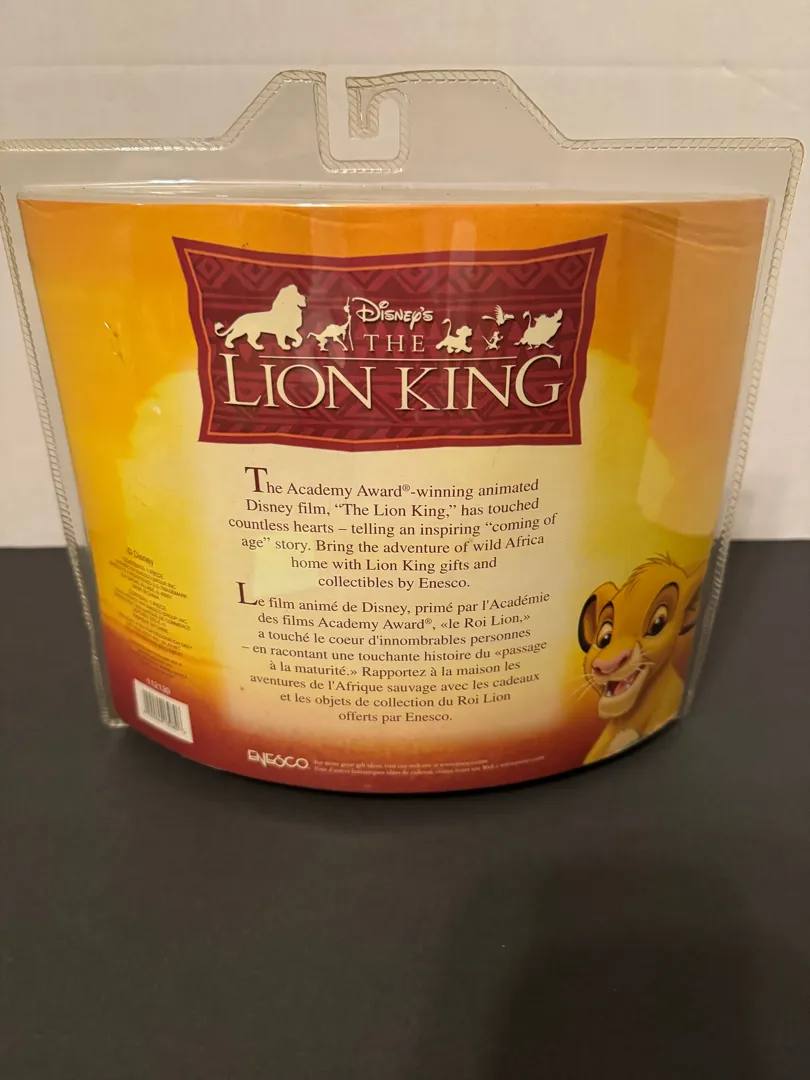 Disney's
THE
LION KING
The Academy Award®-winning animated
Disney film, “The Lion King,” has touched
countless hearts – telling an inspiring “coming of
age” story. Bring the adventure of wild Africa
home with Lion King gifts and
collectibles by Enesco.
Le film animé de Disney, primé par l'Académie
des films Academy Award®, «le Roi Lion,»
a touché le coeur d'innombrables personnes
– en racontant une touchante histoire du «passage
à la maturité.» Rapportez à la maison les
aventures de l'Afrique sauvage avec les cadeaux
et les objets de collection du Roi Lion
offerts par Enesco.
© Disney
112139
ENESCO